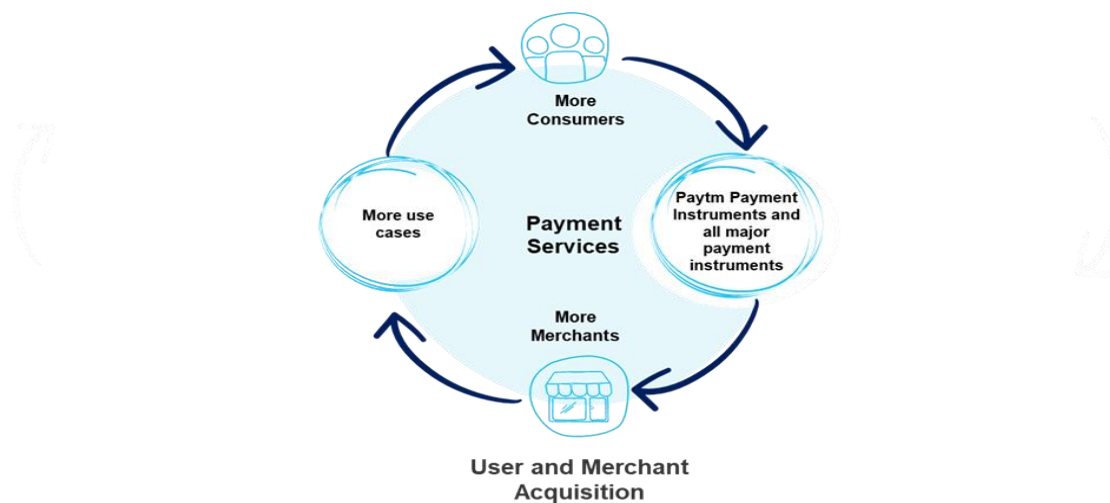 More
Consumers
Paytm Payment
Instruments and
all major
payment
instruments
More use
cases
Payment
Services
More
Merchants
User and Merchant
Acquisition